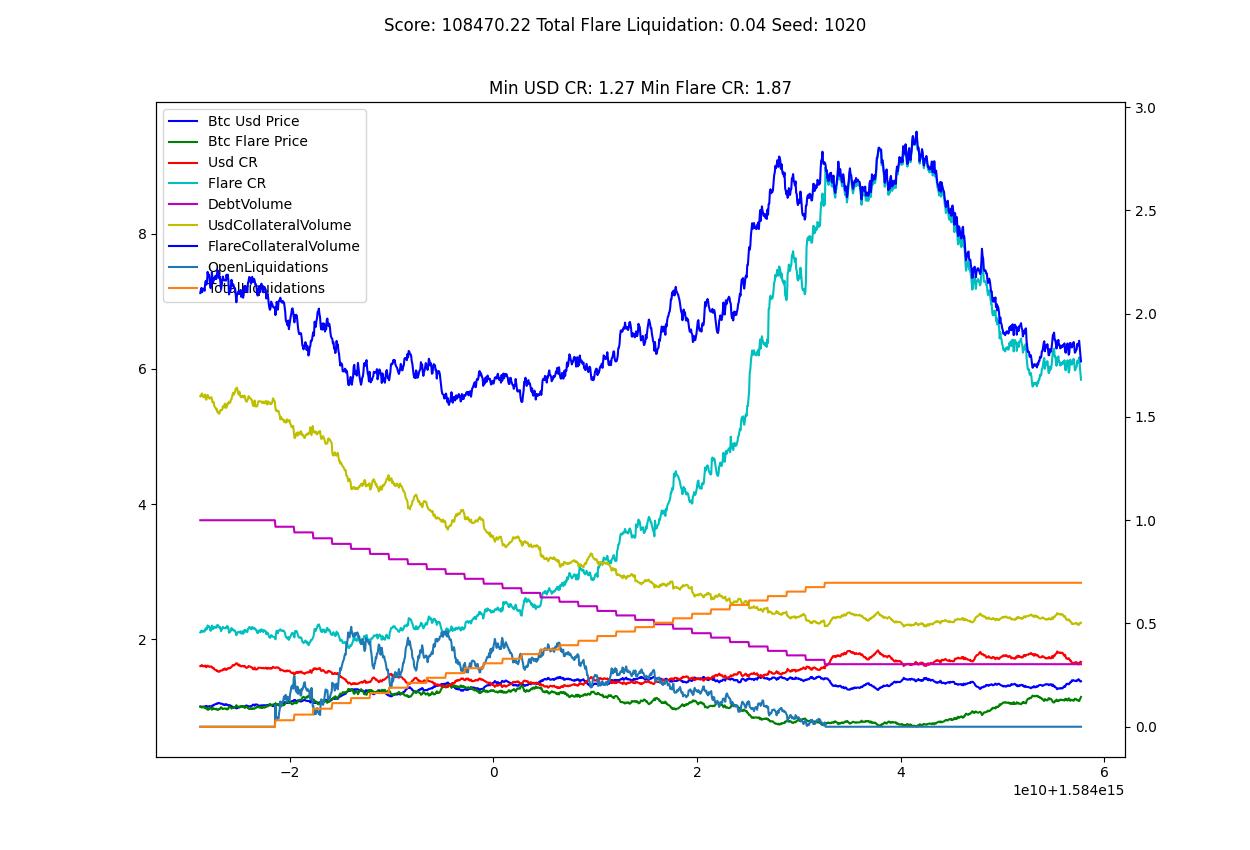 Score: 108470.22 Total Flare Liquidation: 0.04 Seed: 1020
Min USD CR: 1.27 Min Flare CR: 1.87
Btc Usd Price
Btc Flare Price
Usd CR
Flare CR
DebtVolume
UsdCollateralVolume
FlareCollateralVolume
OpenLiquidations
TotalLiquidations
8
6
4
2
3.0
2.5
2.0
1.5
1.0
0.5
0.0
−2
0
2
4
6
1e10+1.584e15